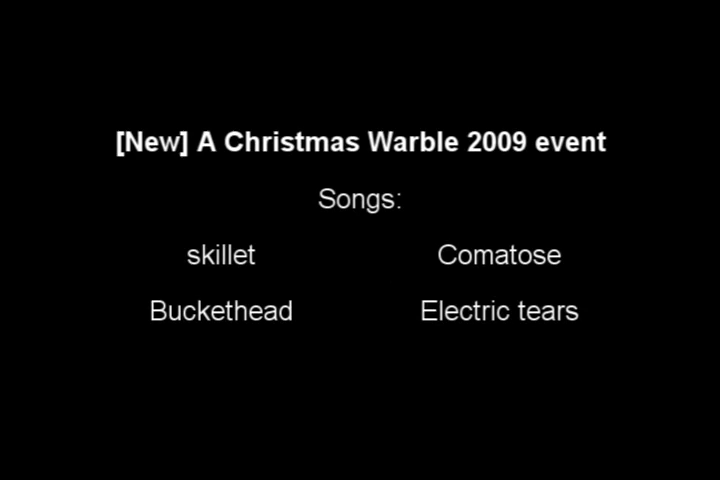 [New] A Christmas Warble 2009 event
Songs:
skillet Comatose
Buckethead Electric tears